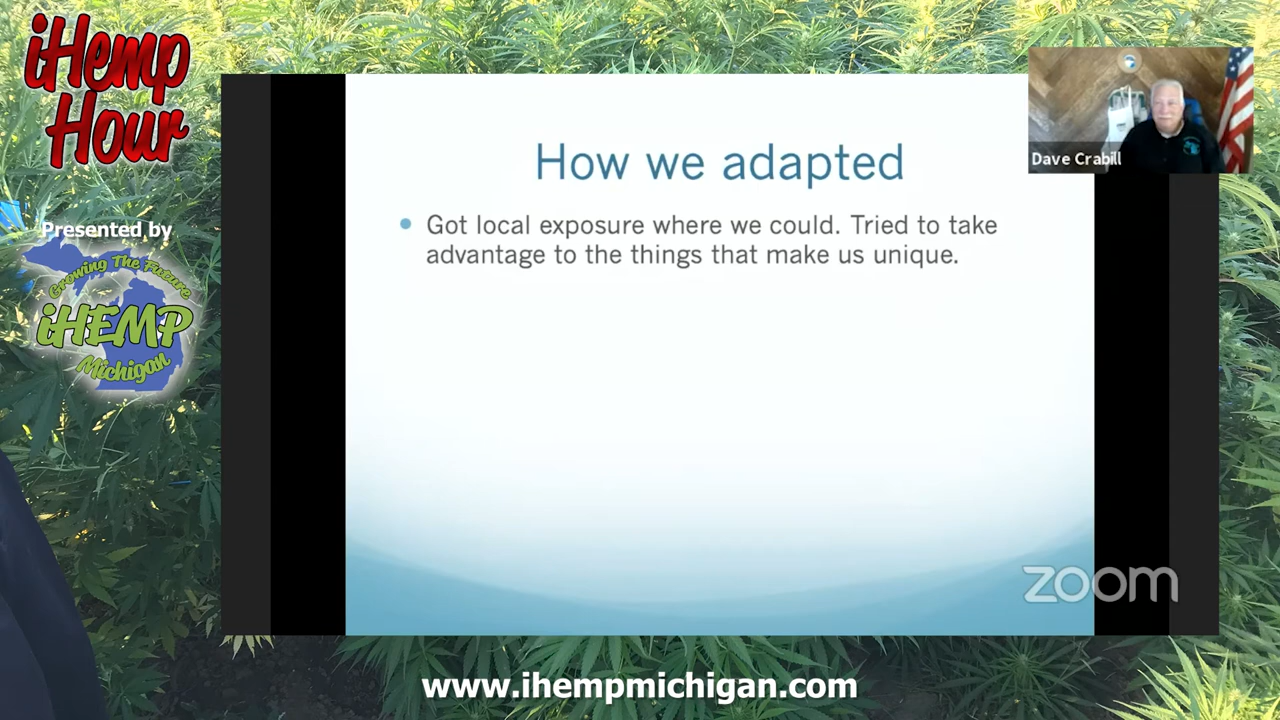 iHemp
Hour
Presented by
Growing The Future
iHEMP
Michigan
How we adapted
Got local exposure where we could. Tried to take
advantage to the things that make us unique.
Dave Crabill
zoom
www.ihempmichigan.com